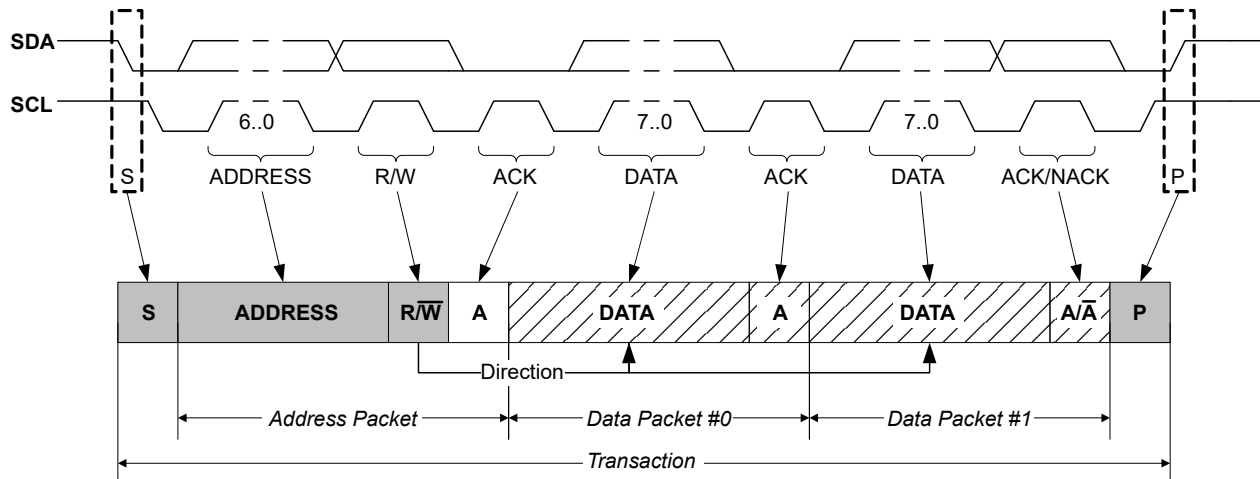 SDA
SCL
6..0 7..0 7..0
S ADDRESS R/W ACK DATA ACK DATA ACK/NACK P
S ADDRESS R/W̅ A DATA A DATA A/A̅ P
Direction
Address Packet Data Packet #0 Data Packet #1
Transaction